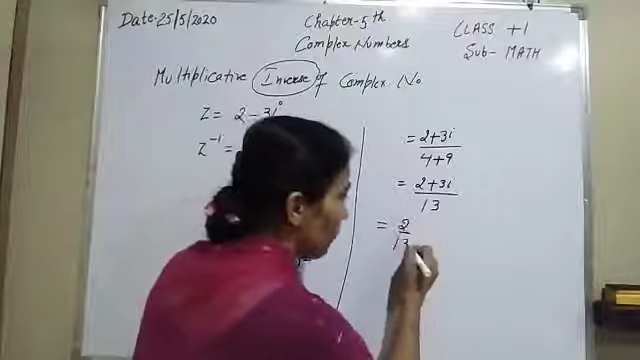 Date-25/5/2020
Chapter-5th
Complex Numbers
CLASS +1
Sub- MATH
Multiplicative Inverse of Complex No
Z = 2-3i
Z⁻¹ =
= 2+3i / 4+9
= 2+3i / 13
= 2 / 13